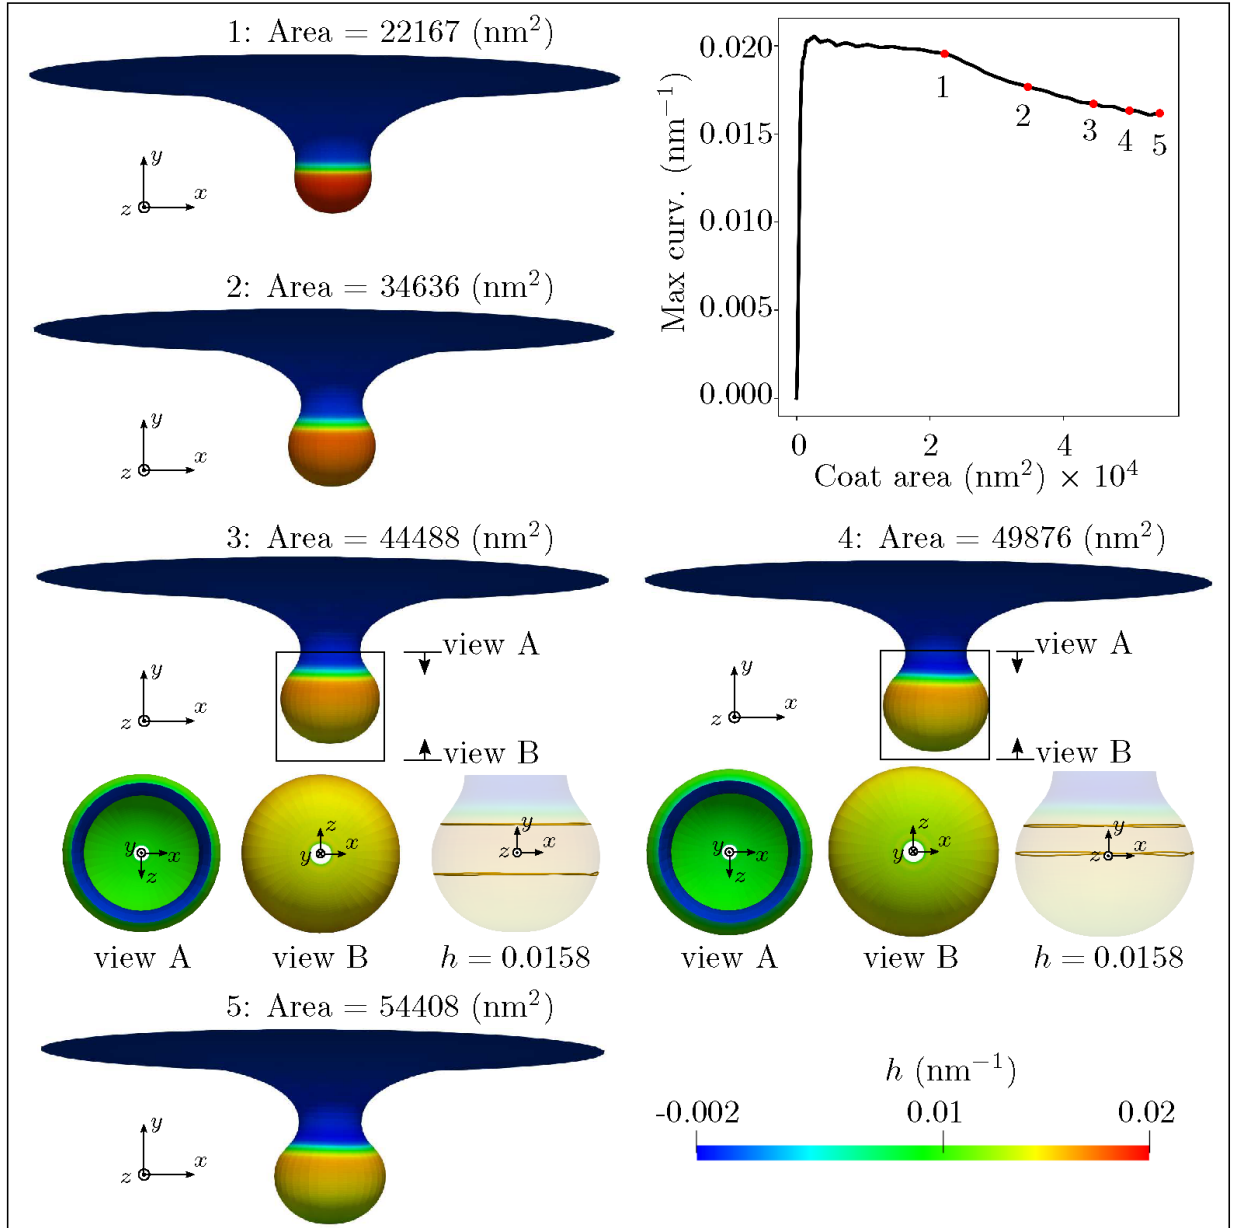 1: Area = 22167 (nm²)
y
z
x
0.020
0.015
0.010
0.005
0.000
Max curv. (nm⁻¹)
1
2
3
4
5
0
2
4
Coat area (nm²) × 10⁴
2: Area = 34636 (nm²)
y
z
x
3: Area = 44488 (nm²)
view A
y
z
x
view B
y
x
z
z
y
x
y
z
x
view A
view B
h = 0.0158
4: Area = 49876 (nm²)
view A
y
z
x
view B
y
x
z
z
y
x
y
z
x
view A
view B
h = 0.0158
5: Area = 54408 (nm²)
y
z
x
h (nm⁻¹)
-0.002
0.01
0.02